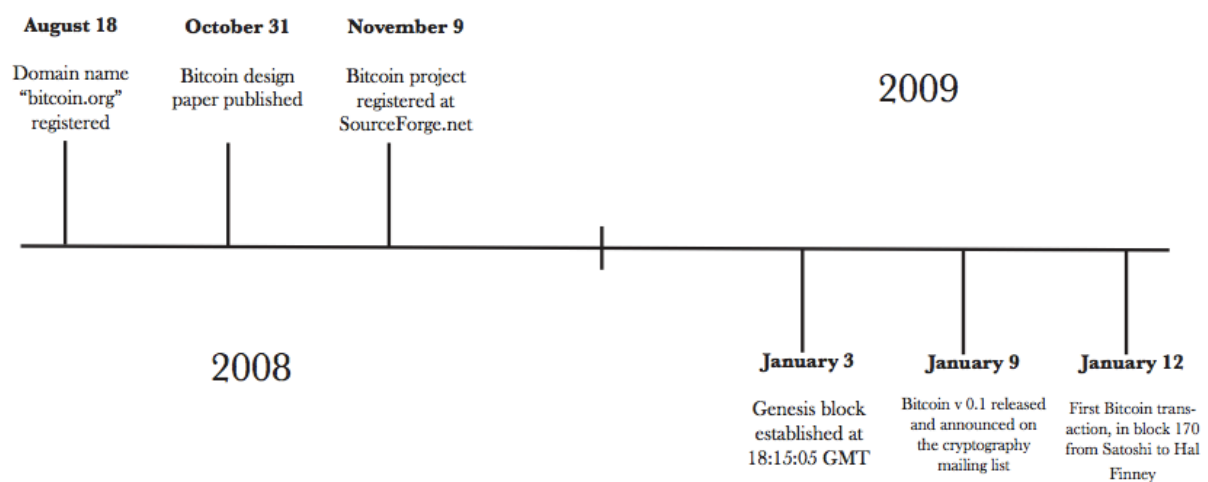 August 18
Domain name
“bitcoin.org”
registered
October 31
Bitcoin design
paper published
November 9
Bitcoin project
registered at
SourceForge.net
2009
2008
January 3
Genesis block
established at
18:15:05 GMT
January 9
Bitcoin v 0.1 released
and announced on
the cryptography
mailing list
January 12
First Bitcoin trans-
action, in block 170
from Satoshi to Hal
Finney